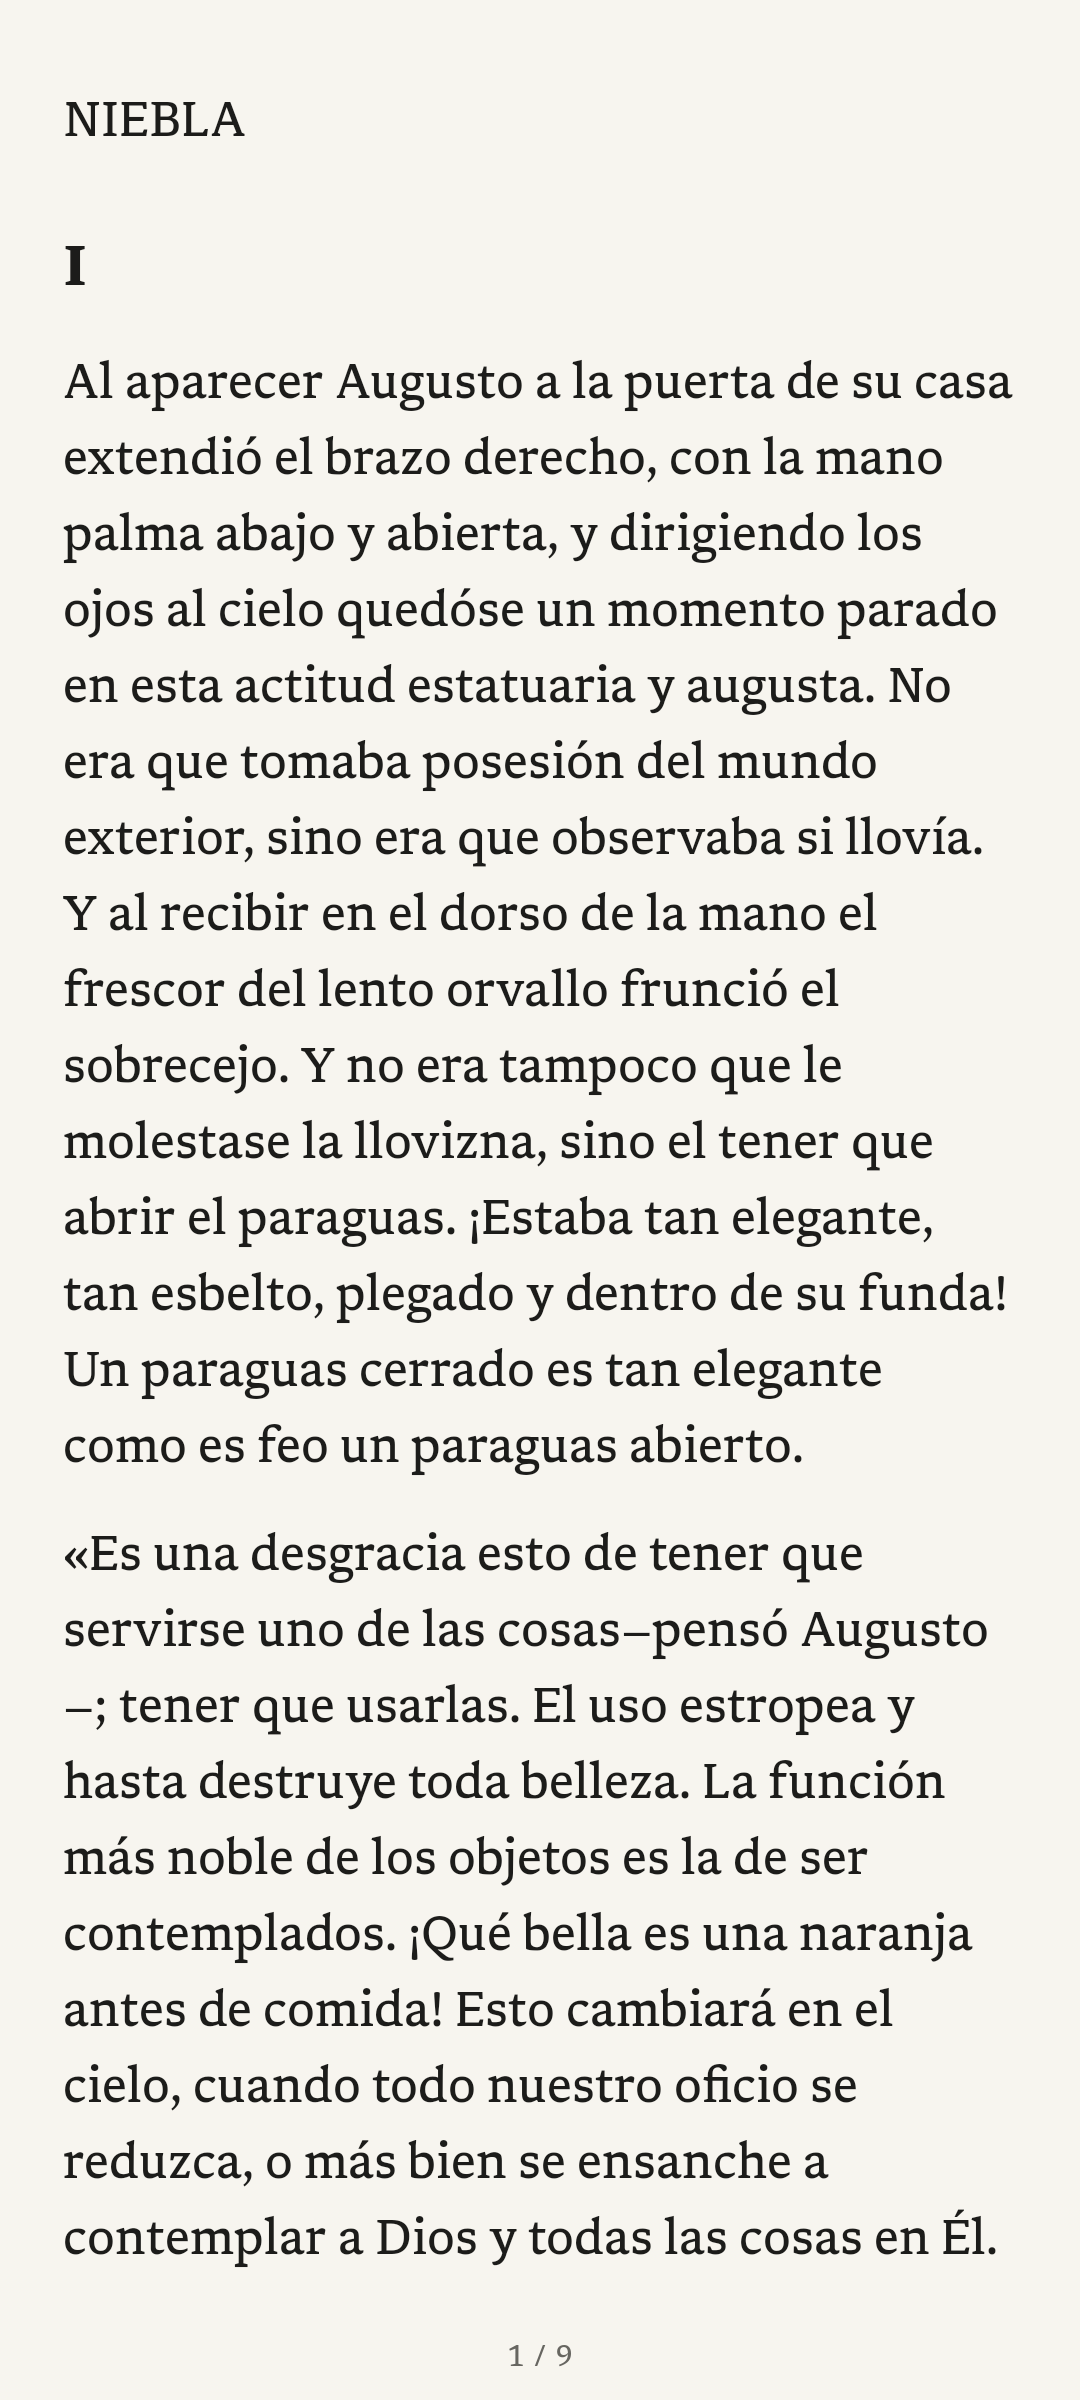 NIEBLA
I
Al aparecer Augusto a la puerta de su casa
extendió el brazo derecho, con la mano
palma abajo y abierta, y dirigiendo los
ojos al cielo quedóse un momento parado
en esta actitud estatuaria y augusta. No
era que tomaba posesión del mundo
exterior, sino era que observaba si llovía.
Y al recibir en el dorso de la mano el
frescor del lento orvallo frunció el
sobrecejo. Y no era tampoco que le
molestase la llovizna, sino el tener que
abrir el paraguas. ¡Estaba tan elegante,
tan esbelto, plegado y dentro de su funda!
Un paraguas cerrado es tan elegante
como es feo un paraguas abierto.
«Es una desgracia esto de tener que
servirse uno de las cosas—pensó Augusto
—; tener que usarlas. El uso estropea y
hasta destruye toda belleza. La función
más noble de los objetos es la de ser
contemplados. ¡Qué bella es una naranja
antes de comida! Esto cambiará en el
cielo, cuando todo nuestro oficio se
reduzca, o más bien se ensanche a
contemplar a Dios y todas las cosas en Él.
1 / 9